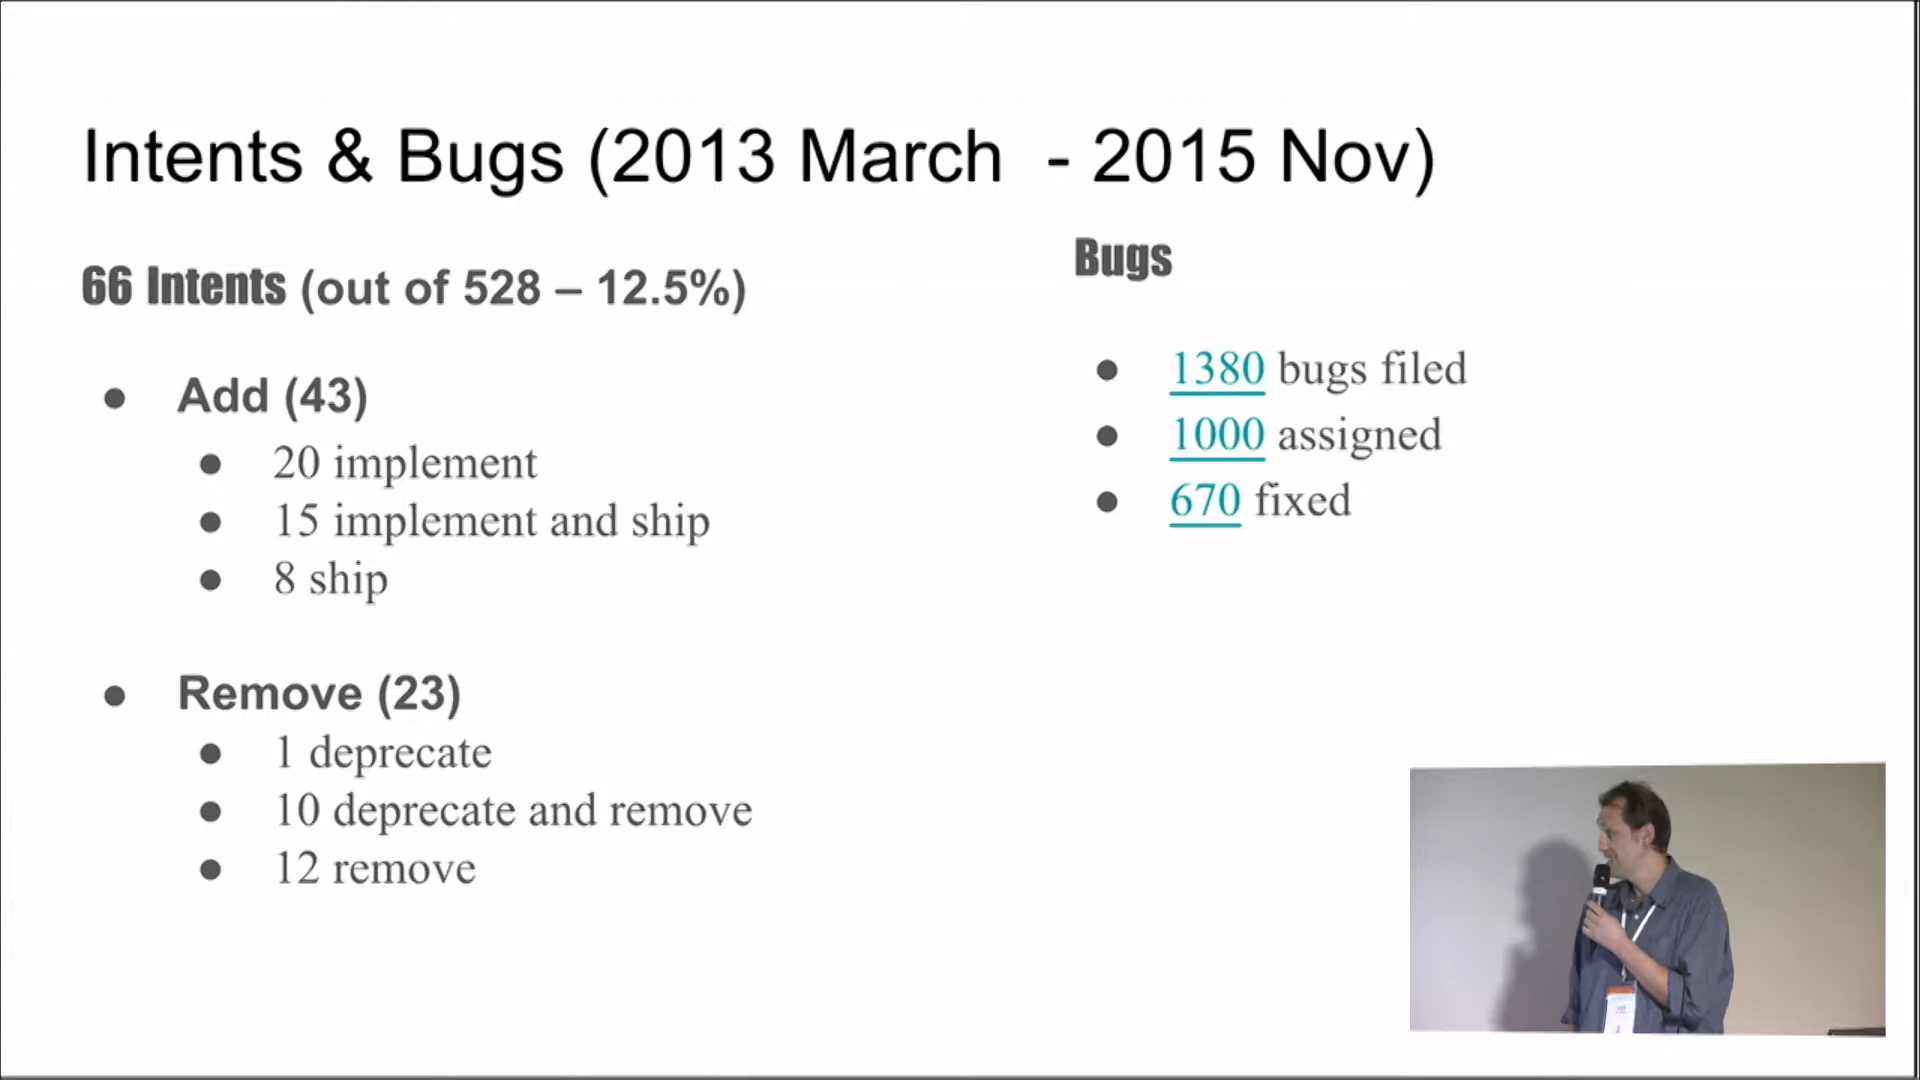 Intents & Bugs (2013 March - 2015 Nov)
66 Intents (out of 528 – 12.5%)
● Add (43)
● 20 implement
● 15 implement and ship
● 8 ship
● Remove (23)
● 1 deprecate
● 10 deprecate and remove
● 12 remove
Bugs
● 1380 bugs filed
● 1000 assigned
● 670 fixed